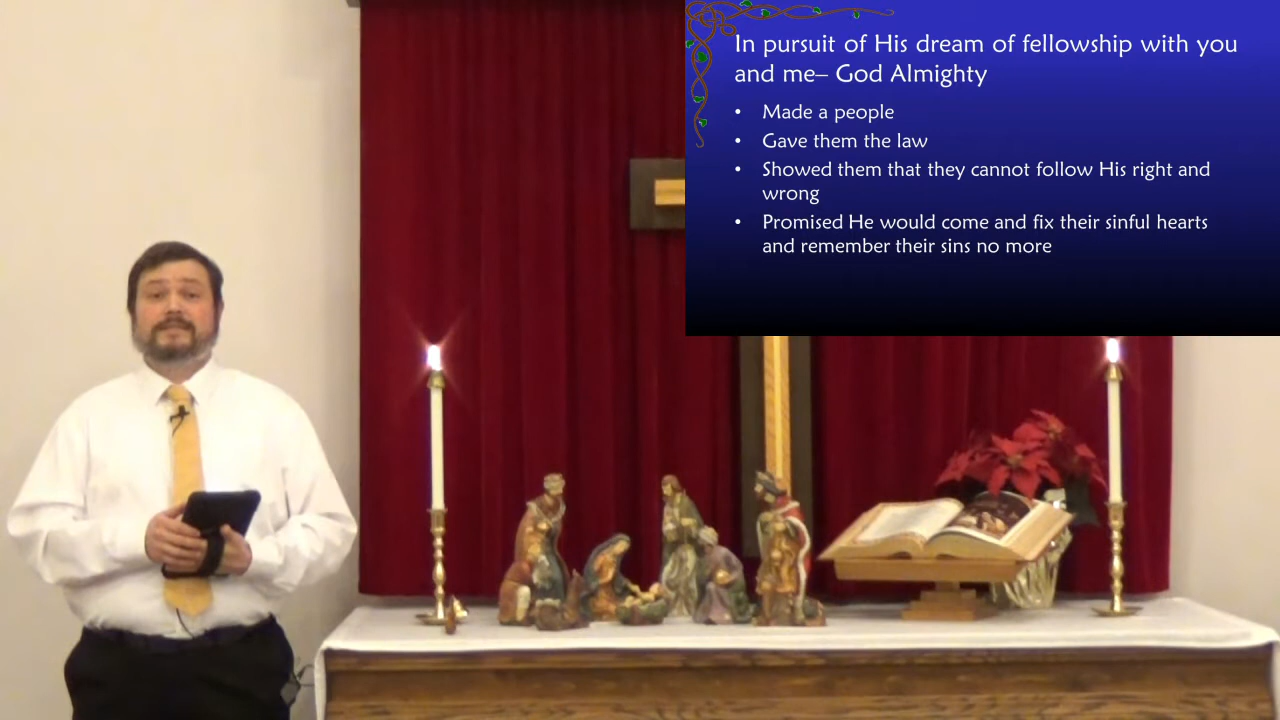 In pursuit of His dream of fellowship with you
and me– God Almighty
• Made a people
• Gave them the law
• Showed them that they cannot follow His right and
wrong
• Promised He would come and fix their sinful hearts
and remember their sins no more